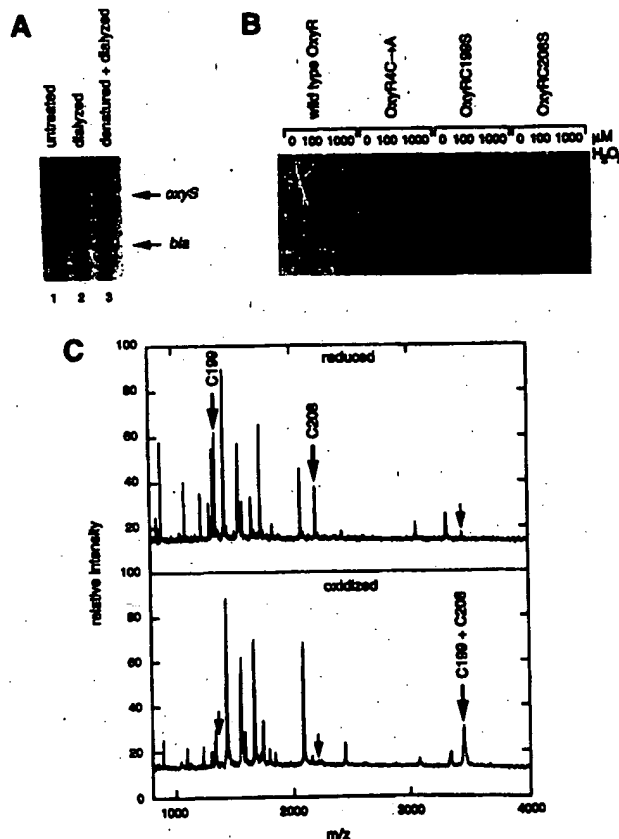 A
untreated
dialyzed
denatured + dialyzed
oxyS
bla
1 2 3
B
wild type OxyR
OxyR4C→A
OxyRC199S
OxyRC208S
0 100 1000 0 100 1000 0 100 1000 0 100 1000 µM
H₂O₂
C
relative intensity
100
80
60
40
20
reduced
C199
C208
100
80
60
40
20
0
oxidized
C199 + C208
1000 2000 3000 4000
m/z